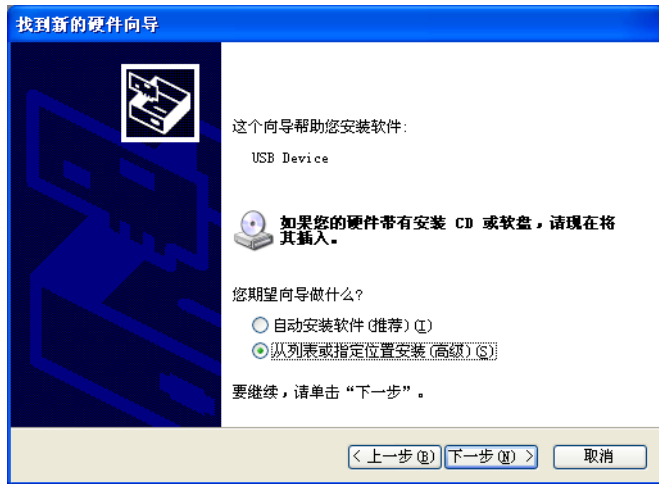 找到新的硬件向导
这个向导帮助您安装软件:
USB Device
如果您的硬件带有安装 CD 或软盘，请现在将
其插入。
您期望向导做什么?
自动安装软件(推荐)(I)
从列表或指定位置安装(高级)(S)
要继续，请单击“下一步”。
< 上一步(B) 下一步(N) > 取消